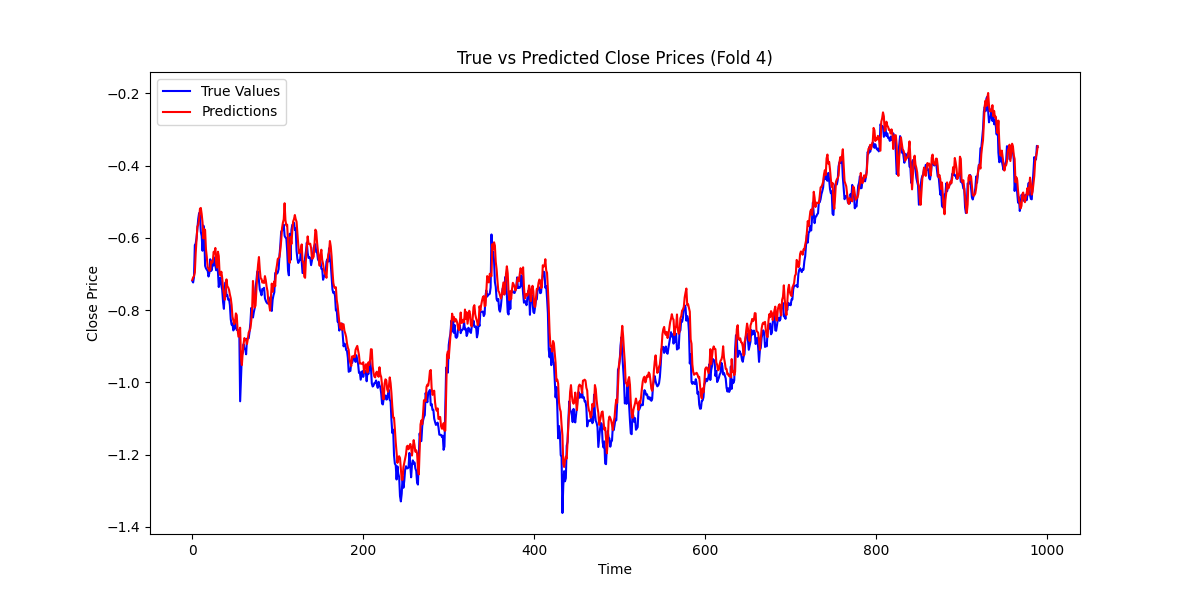 True vs Predicted Close Prices (Fold 4)
True Values
Predictions
Close Price
−0.2
−0.4
−0.6
−0.8
−1.0
−1.2
−1.4
0 200 400 600 800 1000
Time